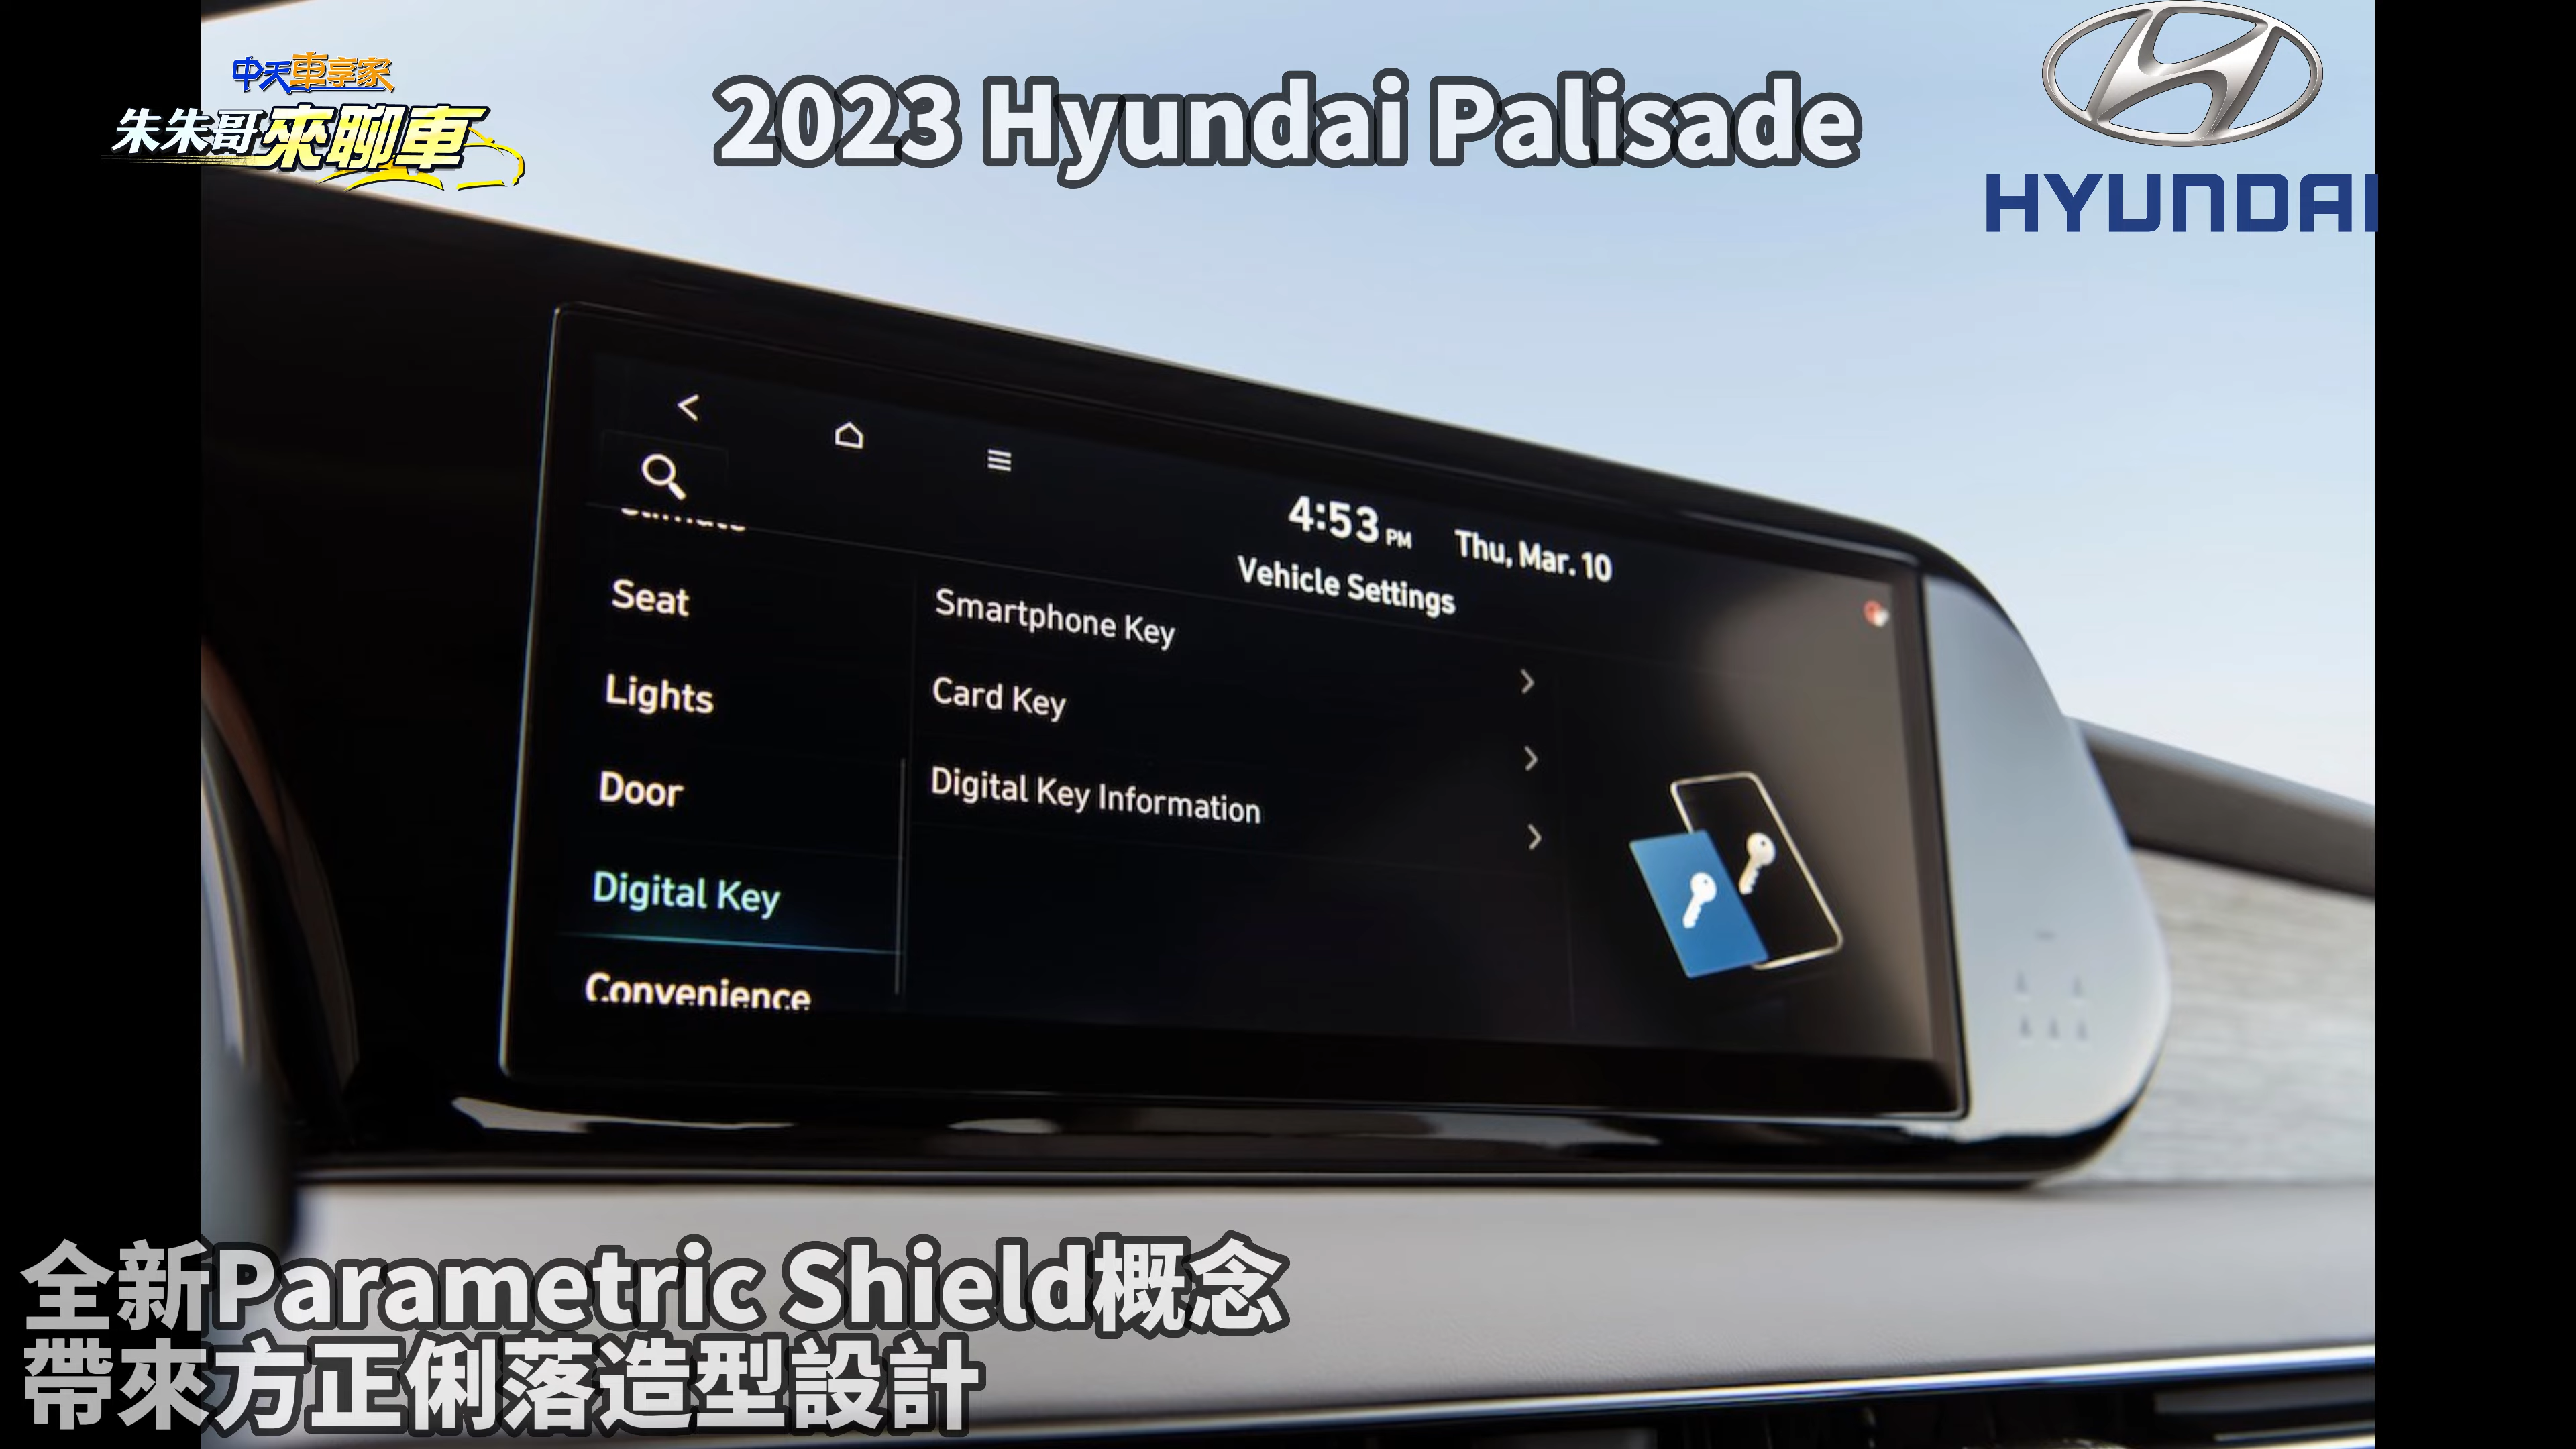 中天車享家
朱朱哥來聊車
2023 Hyundai Palisade
HYUNDAI
4:53 PM
Thu, Mar. 10
Vehicle Settings
Seat
Lights
Door
Digital Key
Convenience
Smartphone Key
Card Key
Digital Key Information
全新Parametric Shield概念
帶來方正俐落造型設計